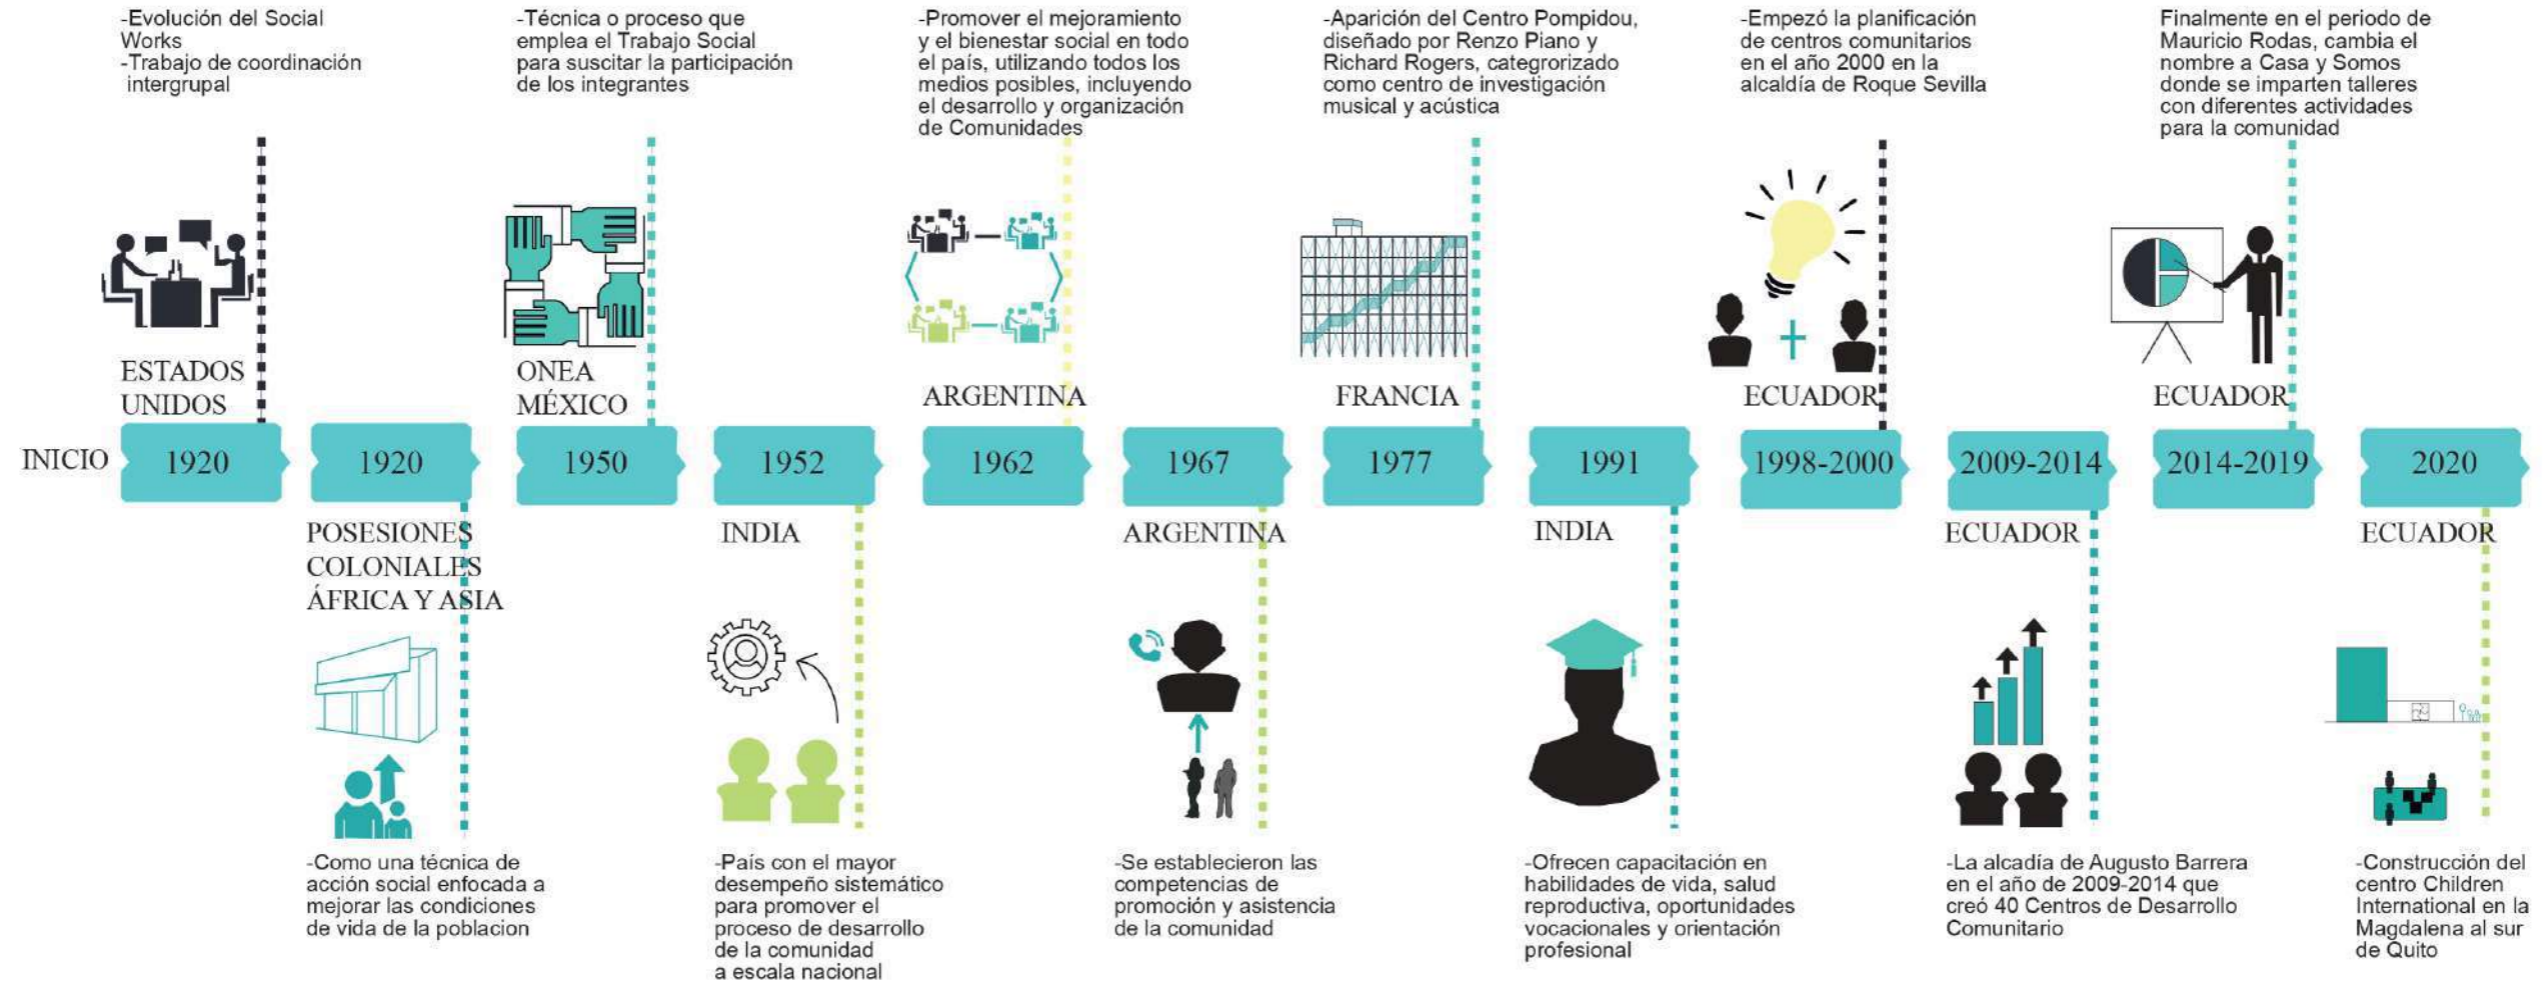 -Evolución del Social
Works
-Trabajo de coordinación
intergrupal
-Técnica o proceso que
emplea el Trabajo Social
para suscitar la participación
de los integrantes
-Promover el mejoramiento
y el bienestar social en todo
el país, utilizando todos los
medios posibles, incluyendo
el desarrollo y organización
de Comunidades
-Aparición del Centro Pompidou,
diseñado por Renzo Piano y
Richard Rogers, categrorizado
como centro de investigación
musical y acústica
-Empezó la planificación
de centros comunitarios
en el año 2000 en la
alcaldía de Roque Sevilla
Finalmente en el periodo de
Mauricio Rodas, cambia el
nombre a Casa y Somos
donde se imparten talleres
con diferentes actividades
para la comunidad
ESTADOS
UNIDOS
ONEA
MÉXICO
ARGENTINA
FRANCIA
ECUADOR
ECUADOR
INICIO
1920
1920
1950
1952
1962
1967
1977
1991
1998-2000
2009-2014
2014-2019
2020
POSESIONES
COLONIALES
ÁFRICA Y ASIA
INDIA
ARGENTINA
INDIA
ECUADOR
ECUADOR
-Como una técnica de
acción social enfocada a
mejorar las condiciones
de vida de la poblacion
-País con el mayor
desempeño sistemático
para promover el
proceso de desarrollo
de la comunidad
a escala nacional
-Se establecieron las
competencias de
promoción y asistencia
de la comunidad
-Ofrecen capacitación en
habilidades de vida, salud
reproductiva, oportunidades
vocacionales y orientación
profesional
-La alcadía de Augusto Barrera
en el año de 2009-2014 que
creó 40 Centros de Desarrollo
Comunitario
-Construcción del
centro Children
International en la
Magdalena al sur
de Quito